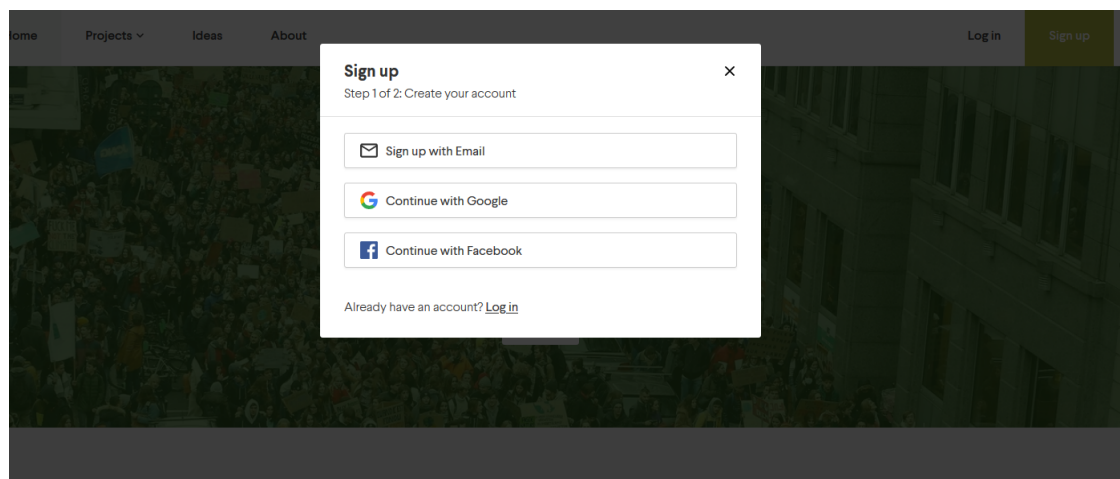 Projects
Ideas
About
Log in
Sign up
Sign up
Step 1 of 2: Create your account
Sign up with Email
Continue with Google
Continue with Facebook
Already have an account? Log in